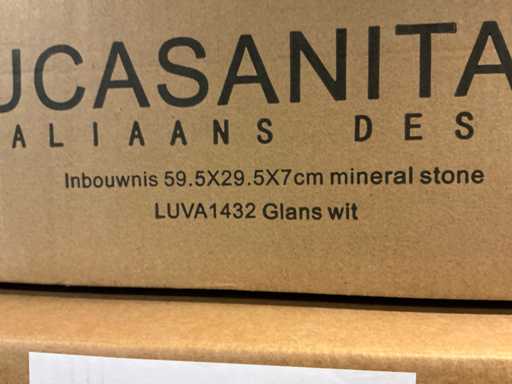 UCASANITA
ALIAANS DES
Inbouwnis 59.5X29.5X7cm mineral stone
LUVA1432 Glans wit